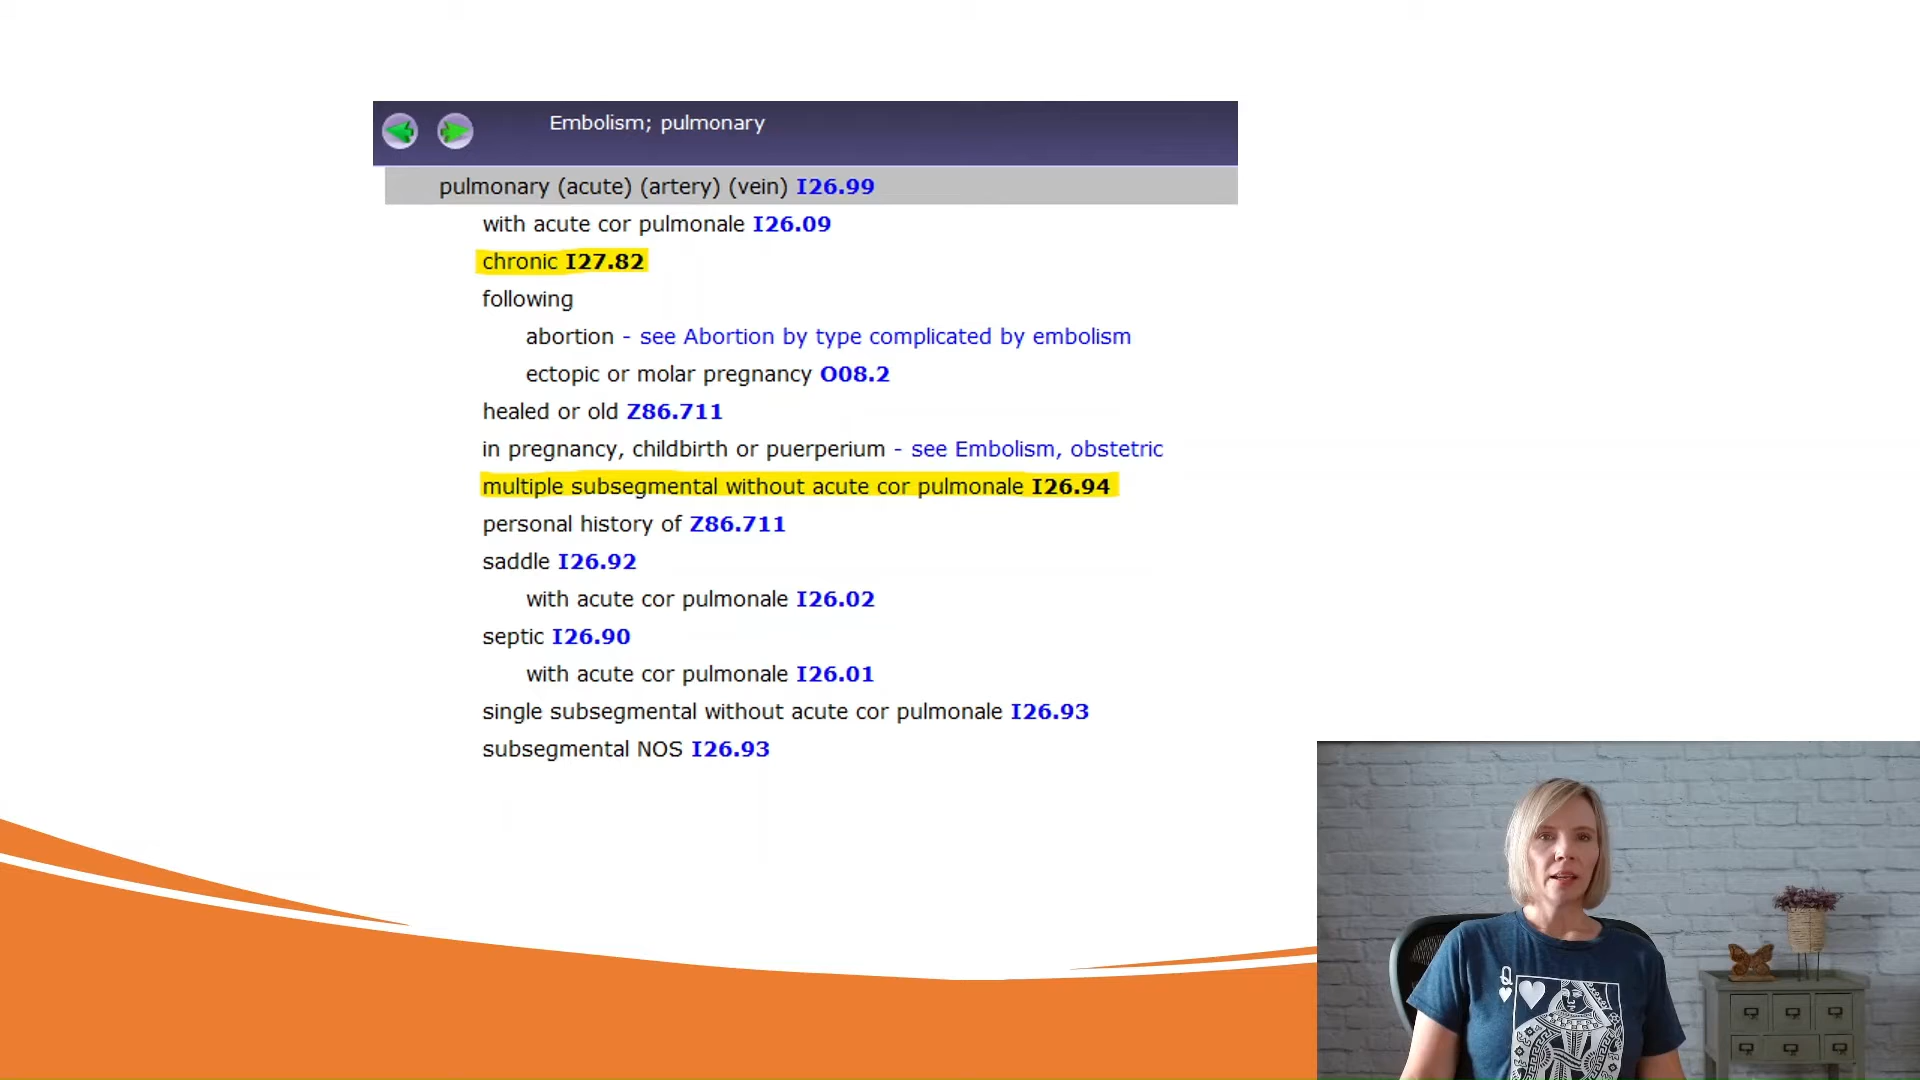 Embolism; pulmonary
pulmonary (acute) (artery) (vein) I26.99
with acute cor pulmonale I26.09
chronic I27.82
following
abortion - see Abortion by type complicated by embolism
ectopic or molar pregnancy O08.2
healed or old Z86.711
in pregnancy, childbirth or puerperium - see Embolism, obstetric
multiple subsegmental without acute cor pulmonale I26.94
personal history of Z86.711
saddle I26.92
with acute cor pulmonale I26.02
septic I26.90
with acute cor pulmonale I26.01
single subsegmental without acute cor pulmonale I26.93
subsegmental NOS I26.93
Q